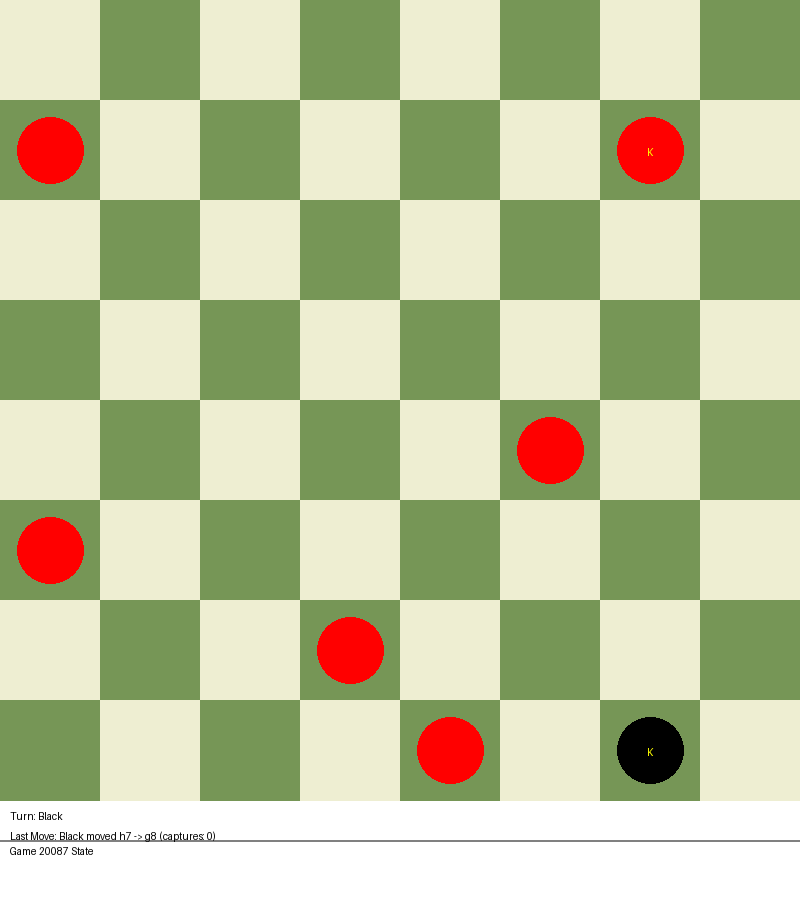 K
K
Turn: Black
Last Move: Black moved h7 -> g8 (captures: 0)
Game 20087 State